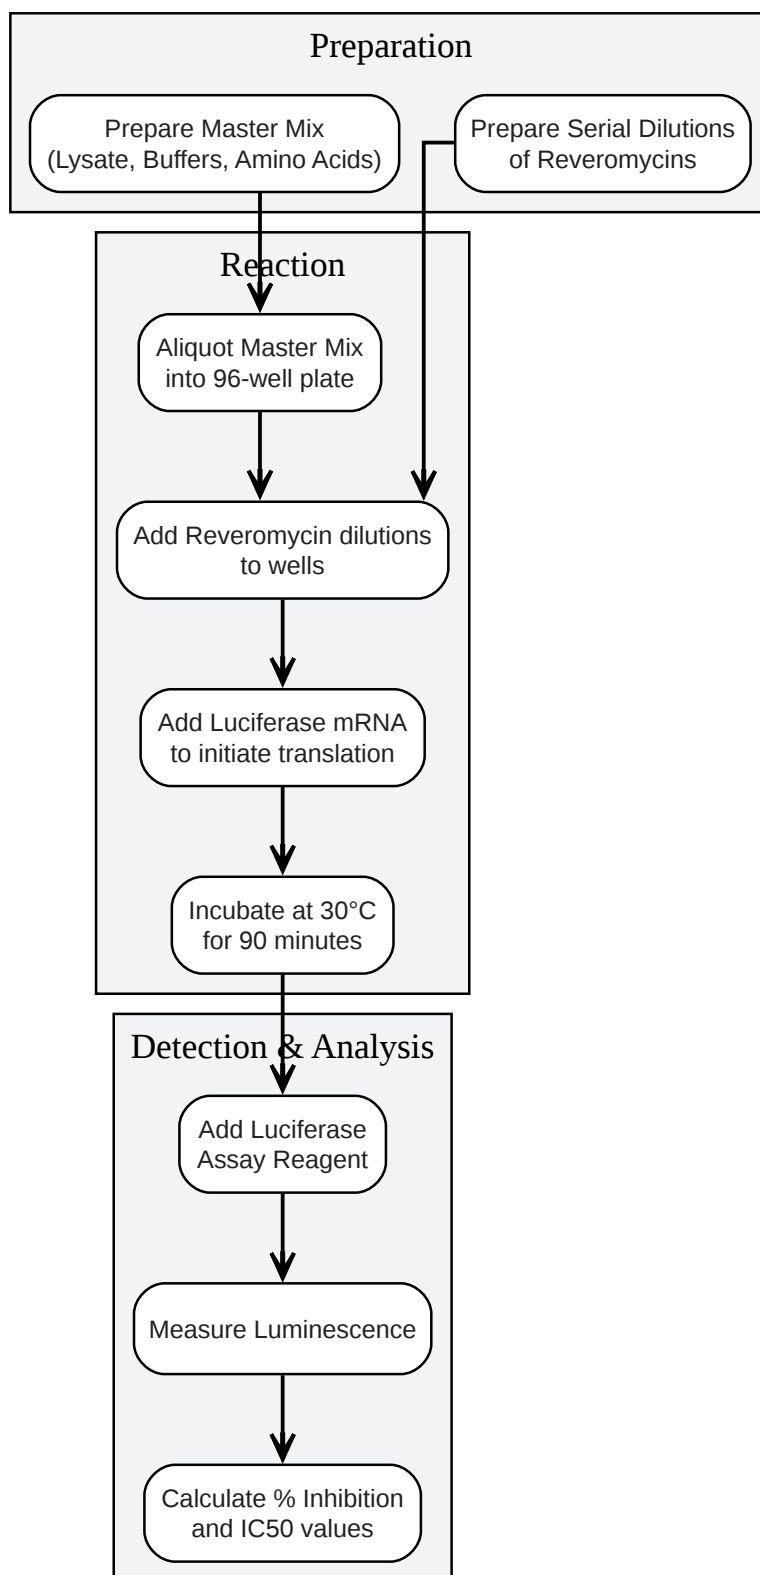 Preparation
Prepare Master Mix
(Lysate, Buffers, Amino Acids)
Prepare Serial Dilutions
of Reveromycins
Reaction
Aliquot Master Mix
into 96-well plate
Add Reveromycin dilutions
to wells
Add Luciferase mRNA
to initiate translation
Incubate at 30°C
for 90 minutes
Detection & Analysis
Add Luciferase
Assay Reagent
Measure Luminescence
Calculate % Inhibition
and IC50 values